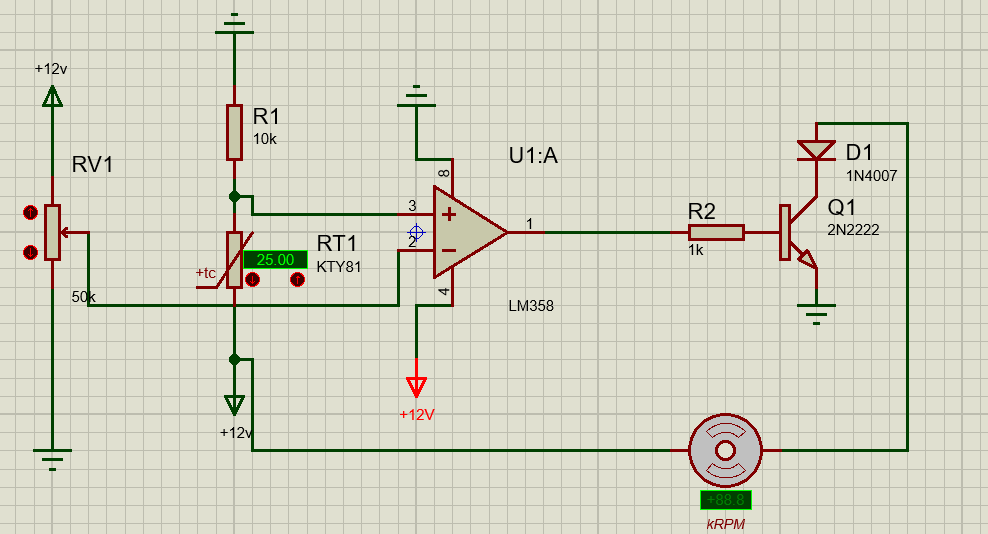 +12v
RV1
50k
R1
10k
RT1
KTY81
+tc
25.00
+12v
U1:A
8
3
2
1
4
LM358
+12V
R2
1k
D1
1N4007
Q1
2N2222
+88.8
kRPM